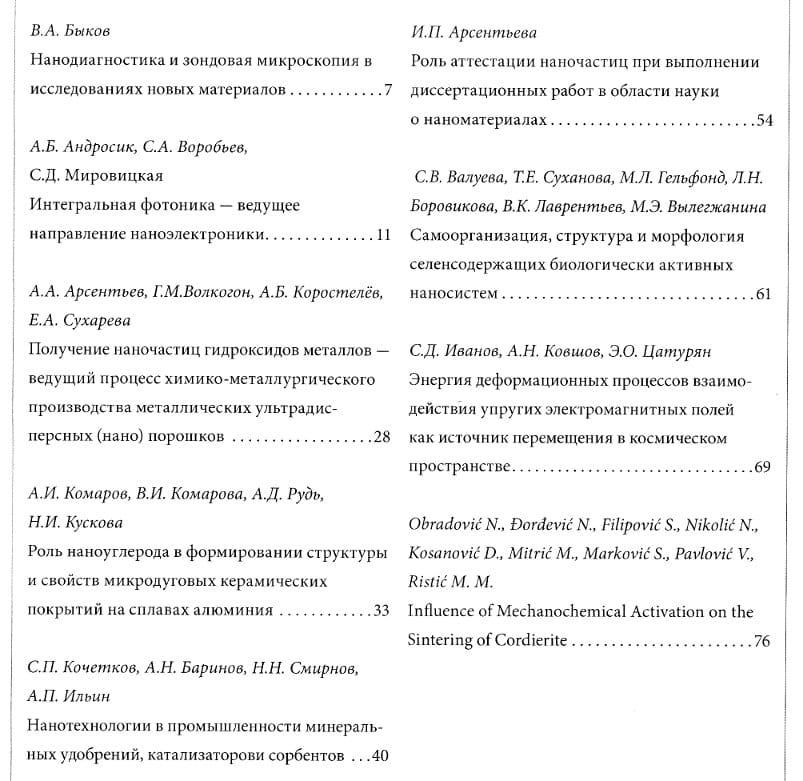 В.А. Быков
Нанодиагностика и зондовая микроскопия в
исследованиях новых материалов ............7
А.Б. Андросик, С.А. Воробьев,
С.Д. Мировицкая
Интегральная фотоника — ведущее
направление наноэлектроники..............11
А.А. Арсентьев, Г.М.Волкогон, А.Б. Коростелёв,
Е.А. Сухарева
Получение наночастиц гидроксидов металлов —
ведущий процесс химико-металлургического
производства металлических ультрадис-
персных (нано) порошков ..................28
А.И. Комаров, В.И. Комарова, А.Д. Рудь,
Н.И. Кускова
Роль наноуглерода в формировании структуры
и свойств микродуговых керамических
покрытий на сплавах алюминия ............33
С.П. Кочетков, А.Н. Баринов, Н.Н. Смирнов,
А.П. Ильин
Нанотехнологии в промышленности минераль-
ных удобрений, катализаторови сорбентов ...40
И.П. Арсентьева
Роль аттестации наночастиц при выполнении
диссертационных работ в области науки
о наноматериалах..........................54
С.В. Валуева, Т.Е. Суханова, М.Л. Гельфонд, Л.Н.
Боровикова, В.К. Лаврентьев, М.Э. Вылегжанина
Самоорганизация, структура и морфология
селенсодержащих биологически активных
наносистем ................................61
С.Д. Иванов, А.Н. Ковшов, Э.О. Цатурян
Энергия деформационных процессов взаимо-
действия упругих электромагнитных полей
как источник перемещения в космическом
пространстве..............................69
Obradović N., Đorđević N., Filipović S., Nikolić N.,
Kosanović D., Mitrić M., Marković S., Pavlović V.,
Ristić M. M.
Influence of Mechanochemical Activation on the
Sintering of Cordierite .......................76